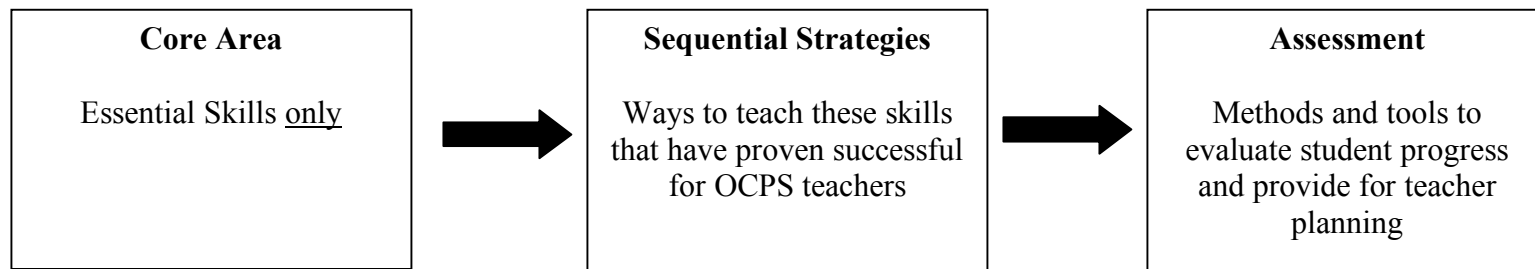 Core Area
Essential Skills only
Sequential Strategies
Ways to teach these skills
that have proven successful
for OCPS teachers
Assessment
Methods and tools to
evaluate student progress
and provide for teacher
planning